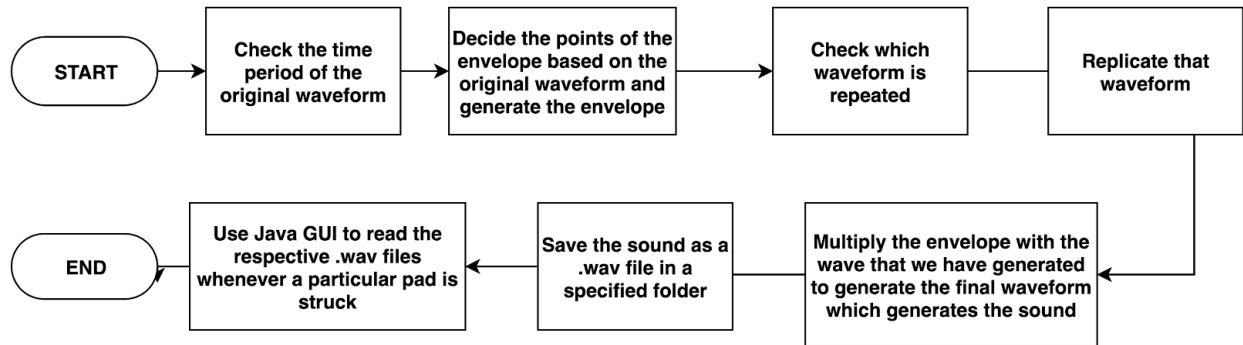 START
Check the time
period of the
original waveform
Decide the points of the
envelope based on the
original waveform and
generate the envelope
Check which
waveform is
repeated
Replicate that
waveform
Multiply the envelope with the
wave that we have generated
to generate the final waveform
which generates the sound
Save the sound as a
.wav file in a
specified folder
Use Java GUI to read the
respective .wav files
whenever a particular pad is
struck
END